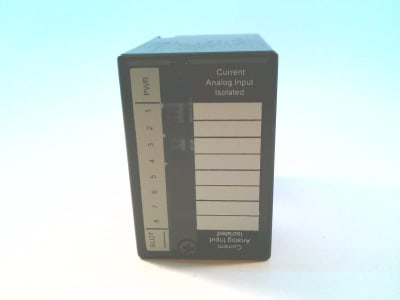 Current
Analog Input
Isolated
PWR
1
2
3
4
5
6
7
8
SLOT
Current
Analog Input
Isolated